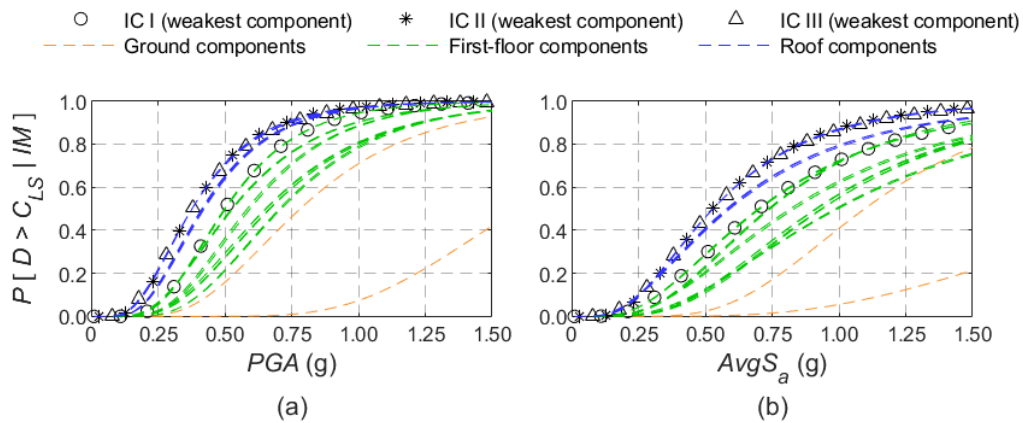 IC I (weakest component) IC II (weakest component) IC III (weakest component)
Ground components First-floor components Roof components
P [ D > C_LS | IM ]
1.0
0.8
0.6
0.4
0.2
0.0
0 0.25 0.50 0.75 1.00 1.25 1.50
PGA (g)
(a)
1.0
0.8
0.6
0.4
0.2
0.0
0 0.25 0.50 0.75 1.00 1.25 1.50
AvgS_a (g)
(b)